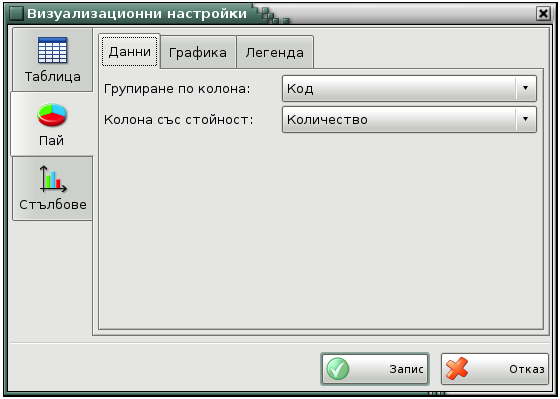 Визуализационни настройки
Таблица
Пай
Стълбове
Данни Графика Легенда
Групиране по колона: Код
Колона със стойност: Количество
Запис Отказ